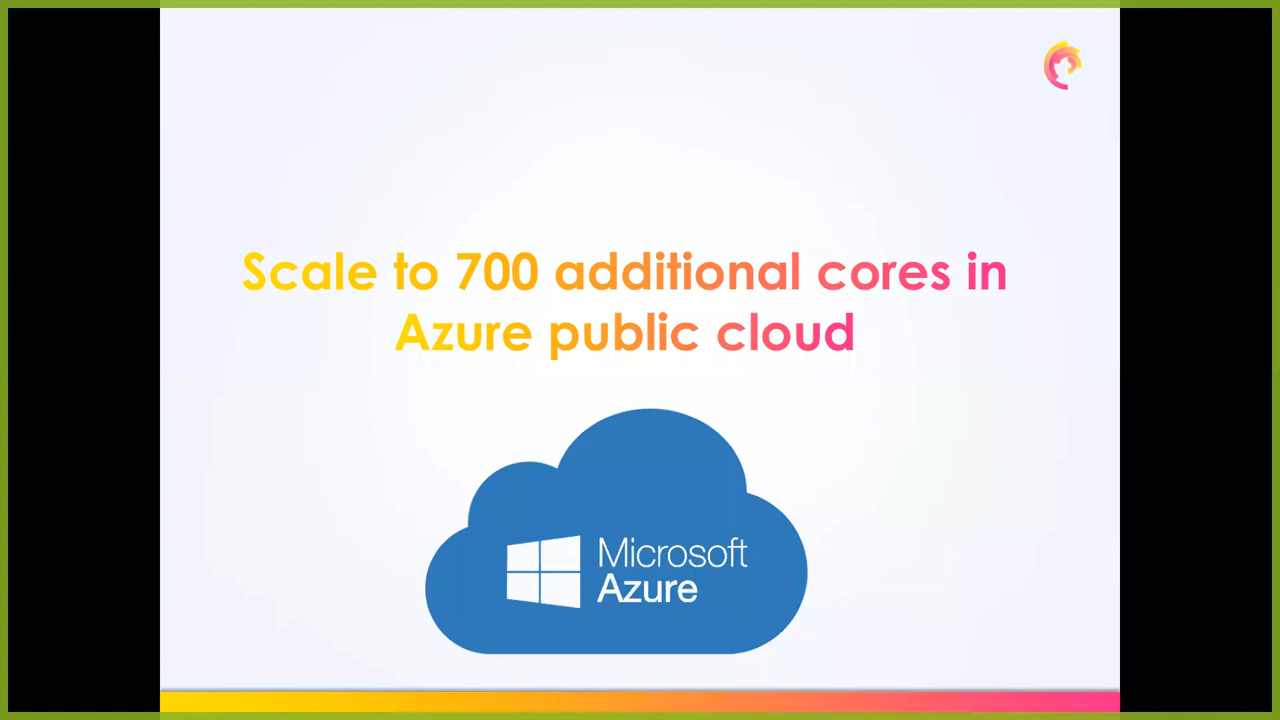 Scale to 700 additional cores in
Azure public cloud
Microsoft
Azure